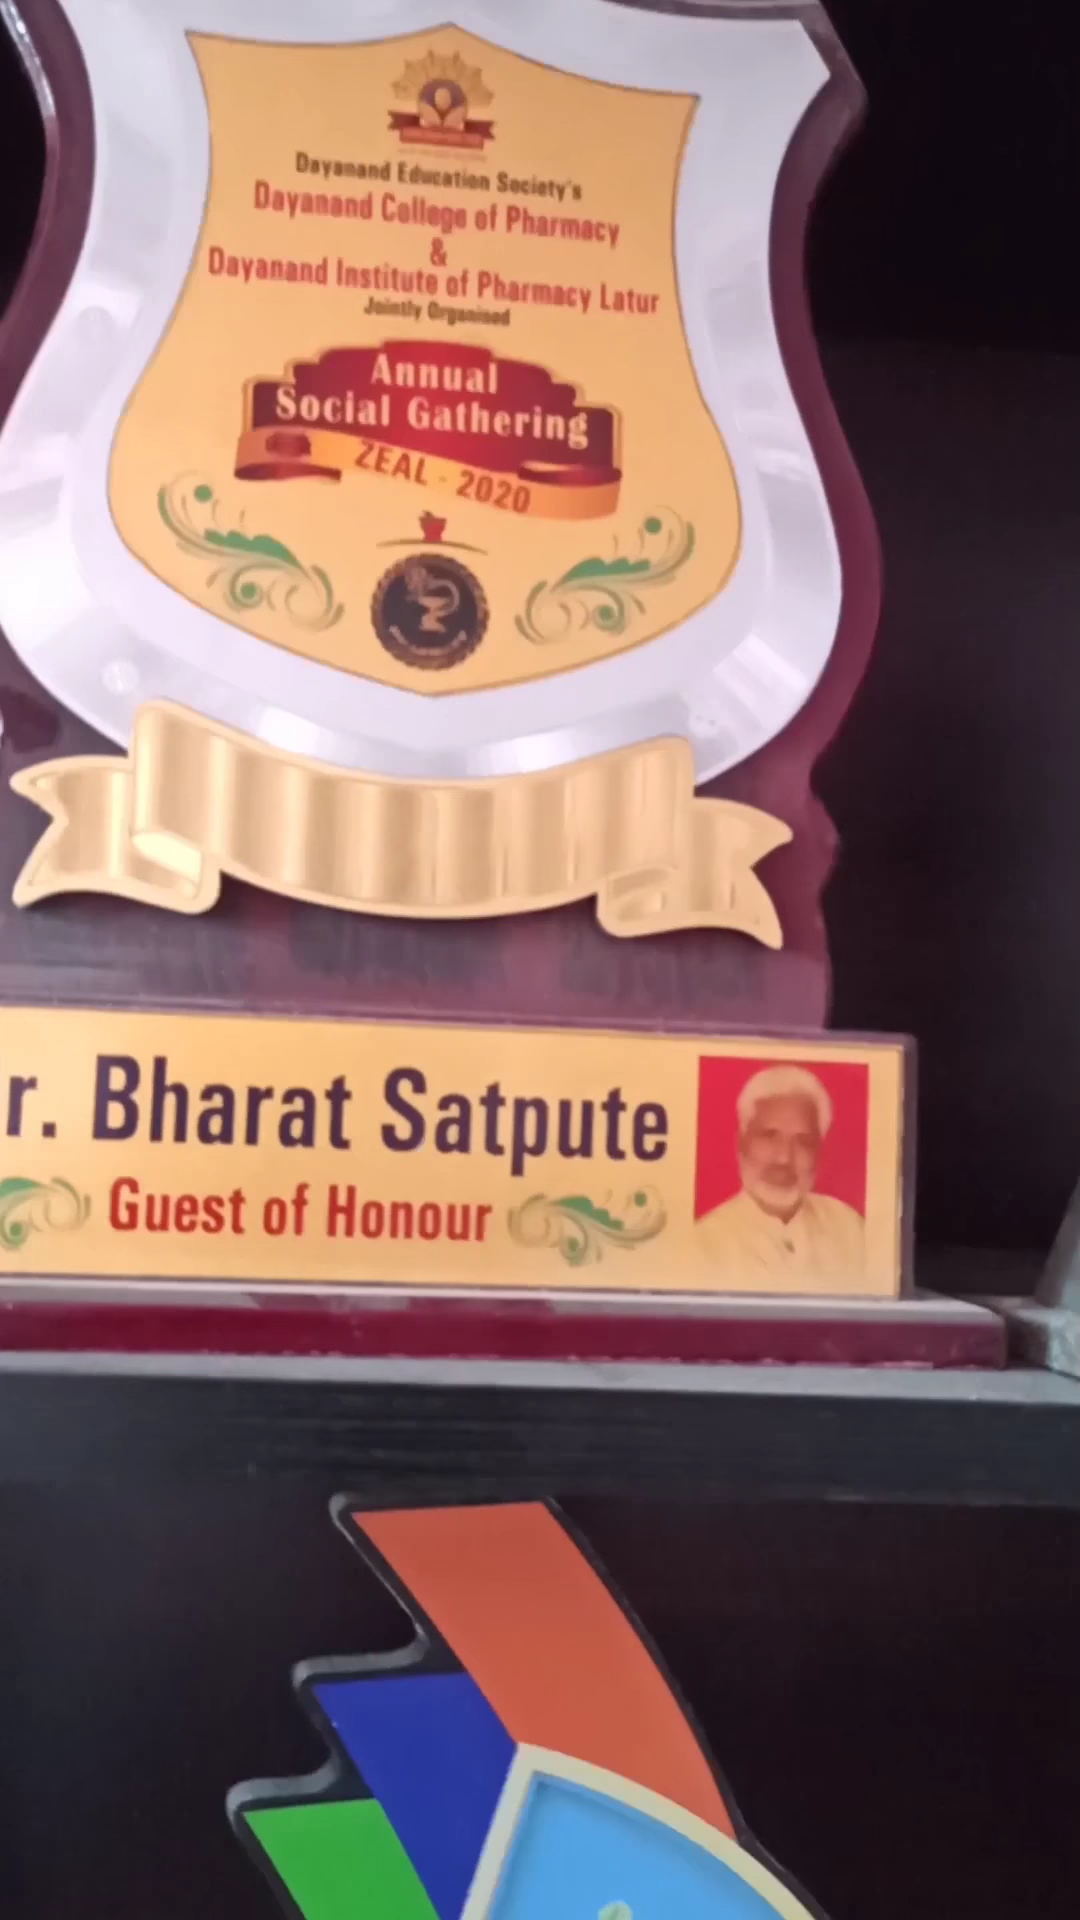 Dayanand Education Society's
Dayanand College of Pharmacy
&
Dayanand Institute of Pharmacy Latur
Jointly Organised
Annual
Social Gathering
ZEAL - 2020
r. Bharat Satpute
Guest of Honour